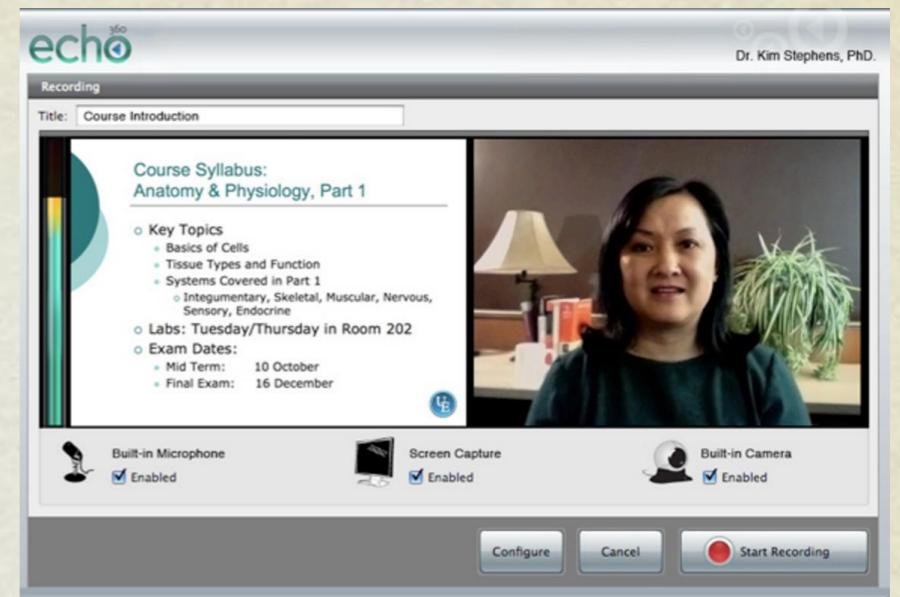 echo
360
Dr. Kim Stephens, PhD.
Recording
Title: Course Introduction
Course Syllabus:
Anatomy & Physiology, Part 1
Key Topics
Basics of Cells
Tissue Types and Function
Systems Covered in Part 1
Integumentary, Skeletal, Muscular, Nervous,
Sensory, Endocrine
Labs: Tuesday/Thursday in Room 202
Exam Dates:
Mid Term: 10 October
Final Exam: 16 December
UE
Built-in Microphone
Enabled
Screen Capture
Enabled
Built-in Camera
Enabled
Configure
Cancel
Start Recording